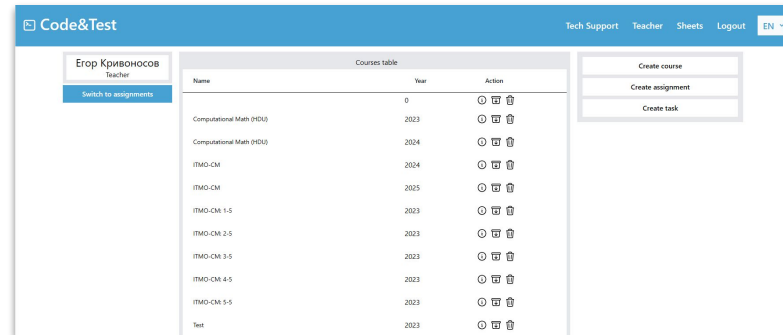 Code&Test
Tech Support Teacher Sheets Logout EN
Егор Кривоносов
Teacher
Switch to assignments
Courses table
Name Year Action
0
Computational Math (HDU) 2023
Computational Math (HDU) 2024
ITMO-CM 2024
ITMO-CM 2025
ITMO-CM: 1-5 2023
ITMO-CM: 2-5 2023
ITMO-CM: 3-5 2023
ITMO-CM: 4-5 2023
ITMO-CM: 5-5 2023
Test 2023
Create course
Create assignment
Create task